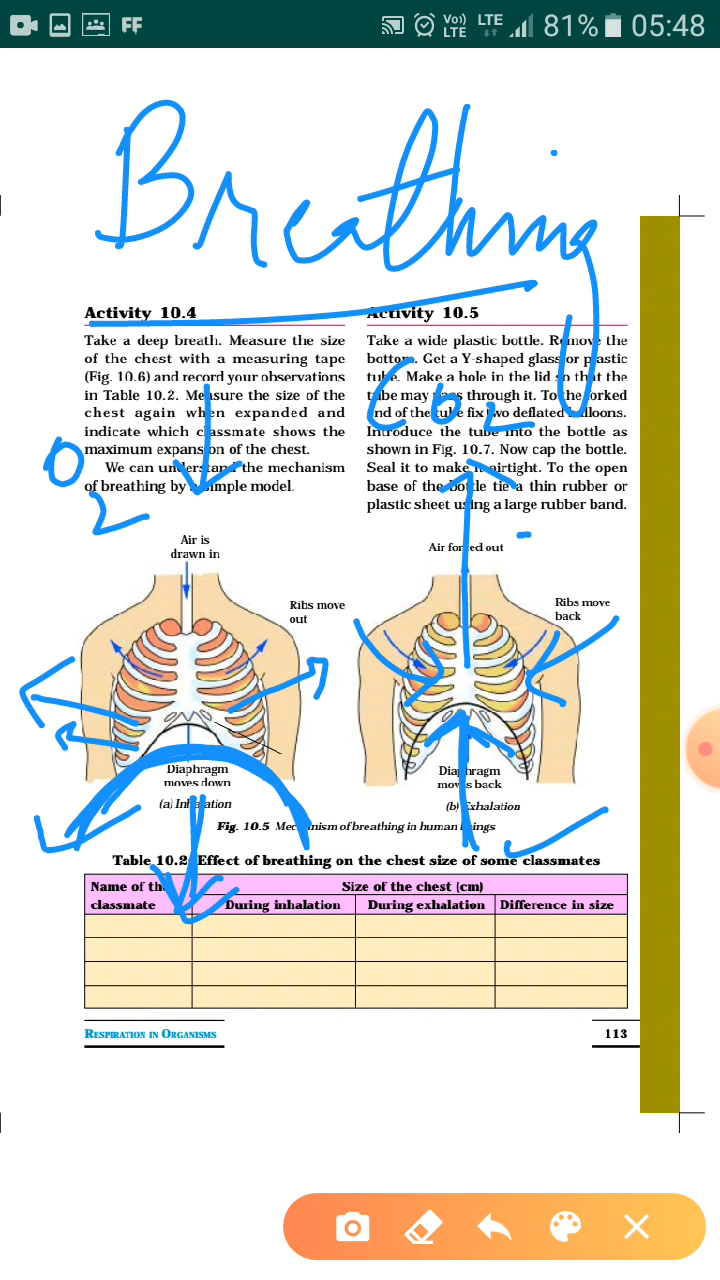 FF Vo)) LTE LTE 81% 05:48
Breathing
Activity 10.4
Take a deep breath. Measure the size
of the chest with a measuring tape
(Fig. 10.6) and record your observations
in Table 10.2. Measure the size of the
chest again when expanded and
indicate which classmate shows the
maximum expansion of the chest.
We can understand the mechanism
of breathing by a simple model.
O2
Activity 10.5
Take a wide plastic bottle. Remove the
bottom. Get a Y-shaped glass or plastic
tube. Make a hole in the lid so that the
tube may pass through it. To the forked
end of the tube fix two deflated balloons.
Introduce the tube into the bottle as
shown in Fig. 10.7. Now cap the bottle.
Seal it to make it airtight. To the open
base of the bottle tie a thin rubber or
plastic sheet using a large rubber band.
CO2
Air is
drawn in
Ribs move
out
Diaphragm
moves down
(a) Inhalation
Air forced out
Ribs move
back
Diaphragm
moves back
(b) Exhalation
Fig. 10.5 Mechanism of breathing in human beings
Table 10.2: Effect of breathing on the chest size of some classmates
Name of the
classmate
Size of the chest (cm)
During inhalation During exhalation Difference in size
RESPIRATION IN ORGANISMS
113